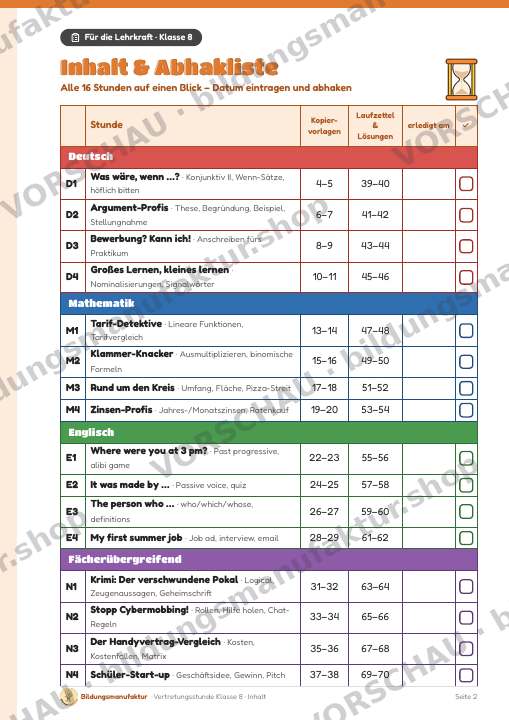 Für die Lehrkraft · Klasse 8
Inhalt & Abhakliste
Alle 16 Stunden auf einen Blick – Datum eintragen und abhaken
Stunde
Kopier-
vorlagen
Laufzettel
&
Lösungen
erledigt am
✓
Deutsch
D1 Was wäre, wenn …? · Konjunktiv II, Wenn-Sätze, 4–5 39–40
höflich bitten
D2 Argument-Profis · These, Begründung, Beispiel, 6–7 41–42
Stellungnahme
D3 Bewerbung? Kann ich! · Anschreiben fürs 8–9 43–44
Praktikum
D4 Großes Lernen, kleines lernen · 10–11 45–46
Nominalisierungen, Signalwörter
Mathematik
M1 Tarif-Detektive · Lineare Funktionen, 13–14 47–48
Tarifvergleich
M2 Klammer-Knacker · Ausmultiplizieren, binomische 15–16 49–50
Formeln
M3 Rund um den Kreis · Umfang, Fläche, Pizza-Streit 17–18 51–52
M4 Zinsen-Profis · Jahres-/Monatszinsen, Ratenkauf 19–20 53–54
Englisch
E1 Where were you at 3 pm? · Past progressive, 22–23 55–56
alibi game
E2 It was made by … · Passive voice, quiz 24–25 57–58
E3 The person who … · who/which/whose, 26–27 59–60
definitions
E4 My first summer job · Job ad, interview, email 28–29 61–62
Fächerübergreifend
N1 Krimi: Der verschwundene Pokal · Logical, 31–32 63–64
Zeugenaussagen, Geheimschrift
N2 Stopp Cybermobbing! · Rollen, Hilfe holen, Chat- 33–34 65–66
Regeln
N3 Der Handyvertrag-Vergleich · Kosten, 35–36 67–68
Kostenfallen, Matrix
N4 Schüler-Start-up · Geschäftsidee, Gewinn, Pitch 37–38 69–70
Bildungsmanufaktur · Vertretungsstunde Klasse 8 · Inhalt Seite 2
VORSCHAU · bildungsmanufaktur.shop